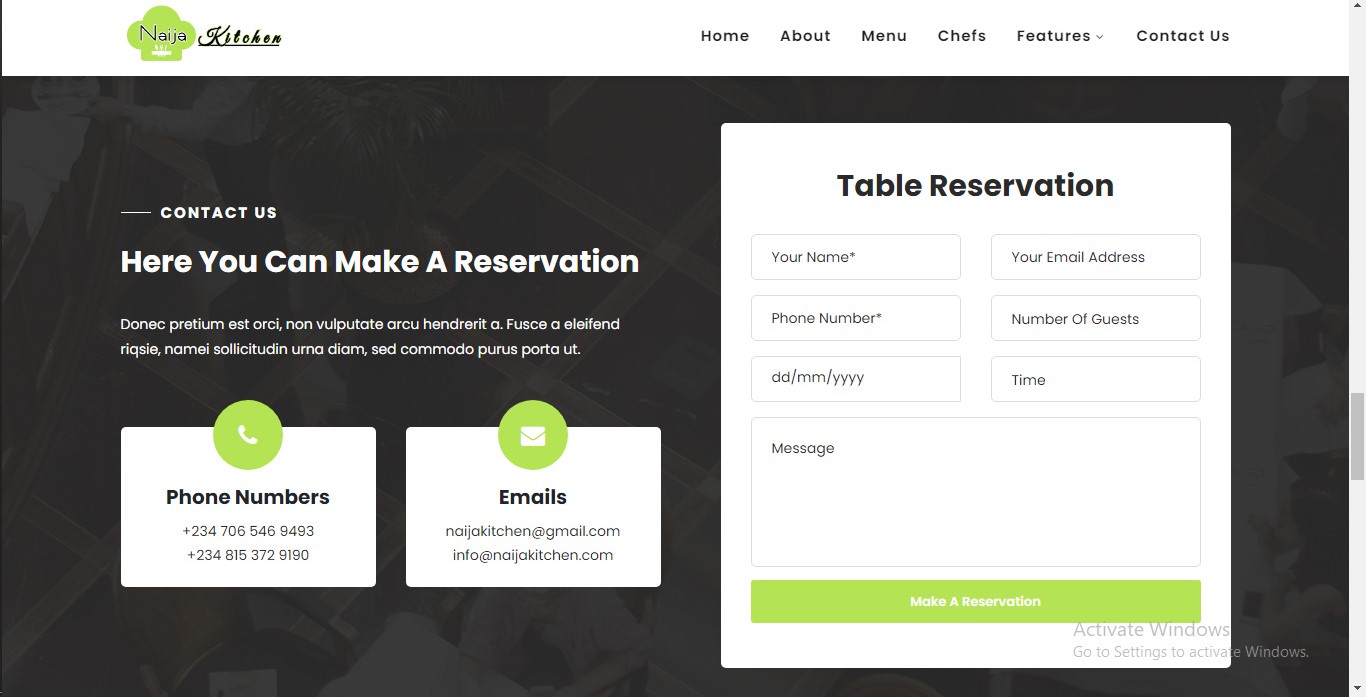 Naija Kitchen
Home About Menu Chefs Features Contact Us
CONTACT US
Here You Can Make A Reservation
Donec pretium est orci, non vulputate arcu hendrerit a. Fusce a eleifend
riqsie, namei sollicitudin urna diam, sed commodo purus porta ut.
Phone Numbers
+234 706 546 9493
+234 815 372 9190
Emails
naijakitchen@gmail.com
info@naijakitchen.com
Table Reservation
Your Name*
Your Email Address
Phone Number*
Number Of Guests
dd/mm/yyyy
Time
Message
Make A Reservation
Activate Windows
Go to Settings to activate Windows.